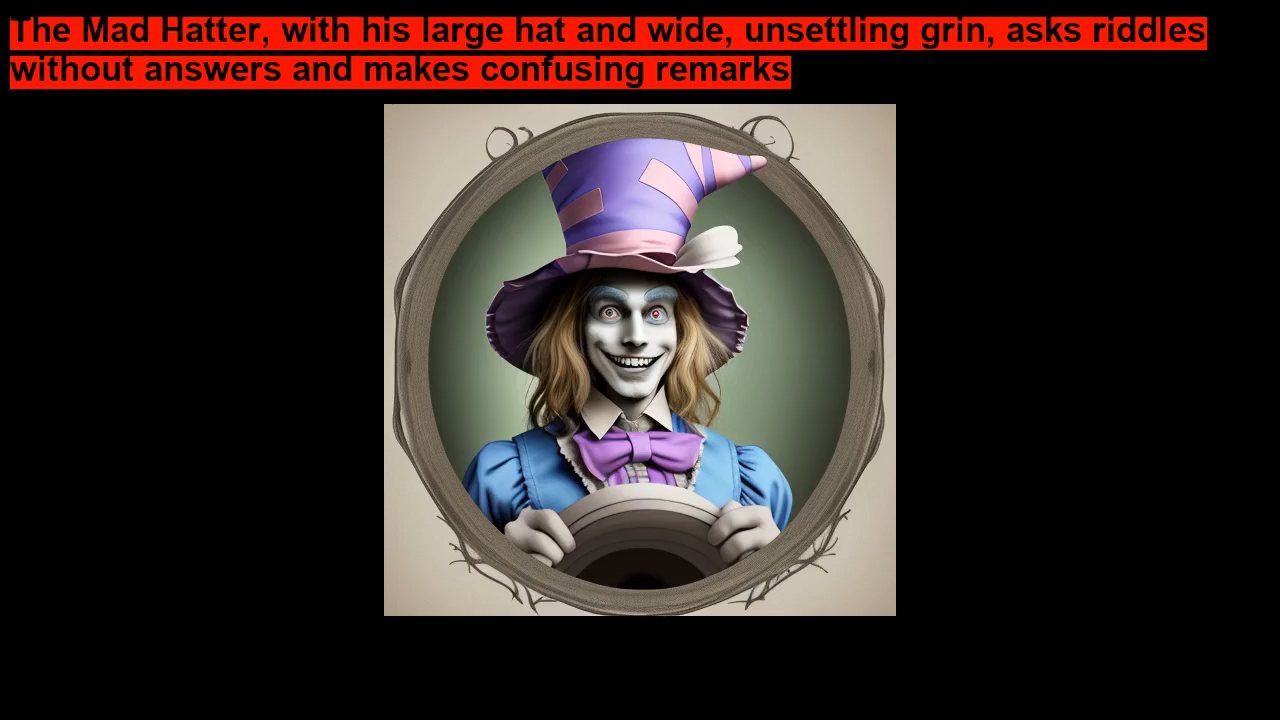 The Mad Hatter, with his large hat and wide, unsettling grin, asks riddles
without answers and makes confusing remarks